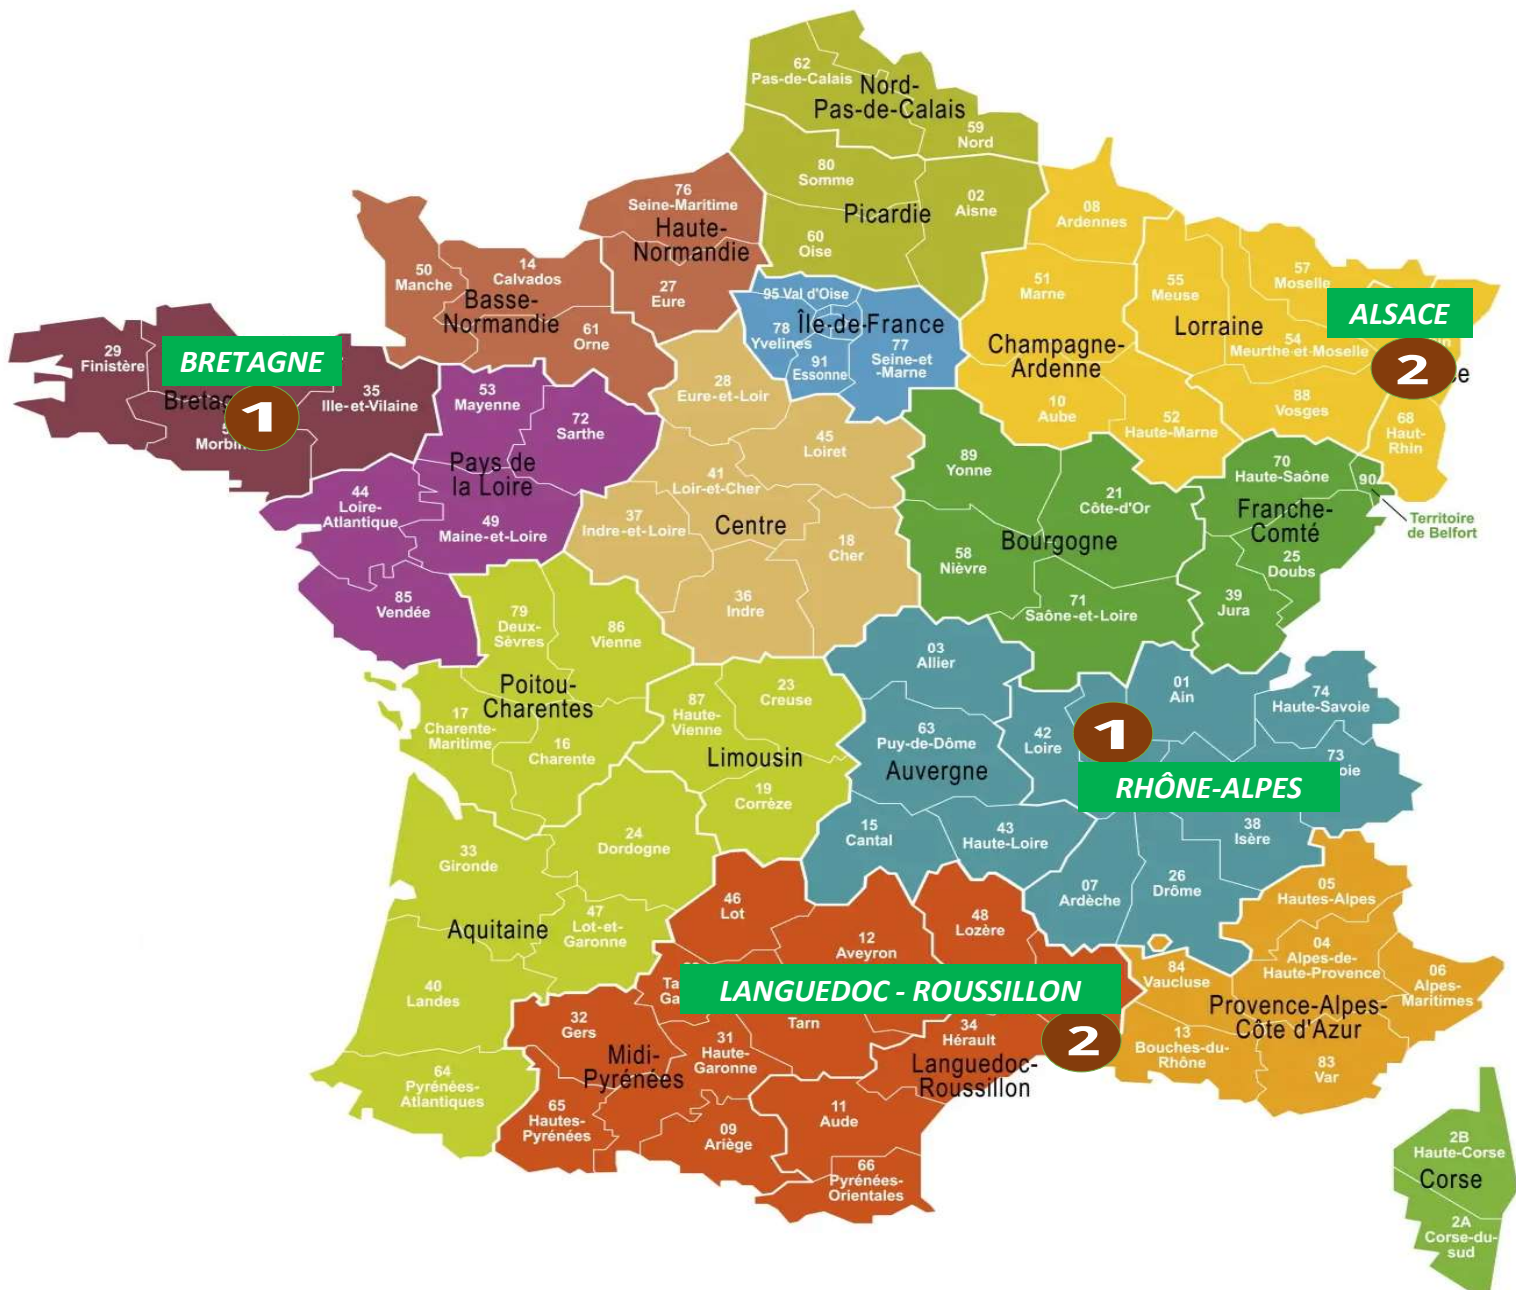 62
Pas-de-Calais
Nord-
Pas-de-Calais
59
Nord
80
Somme
02
Aisne
Picardie
60
Oise
76
Seine-Maritime
Haute-
Normandie
27
Eure
50
Manche
14
Calvados
Basse-
Normandie
61
Orne
08
Ardennes
51
Marne
55
Meuse
57
Moselle
Lorraine
54
Meurthe et Moselle
ALSACE
2
Champagne-
Ardenne
10
Aube
52
Haute-Marne
88
Vosges
68
Haut-
Rhin
95 Val d'Oise
Île-de-France
78
Yvelines
91
Essonne
77
Seine-et
-Marne
29
Finistère
BRETAGNE
1
35
Ille-et-Vilaine
53
Mayenne
72
Sarthe
Pays de
la Loire
44
Loire-
Atlantique
49
Maine-et-Loire
85
Vendée
28
Eure-et-Loir
45
Loiret
41
Loir-et-Cher
37
Indre-et-Loire
Centre
18
Cher
36
Indre
89
Yonne
21
Côte-d'Or
Bourgogne
58
Nièvre
71
Saône-et-Loire
70
Haute-Saône
90
Territoire
de Belfort
Franche-
Comté
25
Doubs
39
Jura
79
Deux-
Sèvres
86
Vienne
Poitou-
Charentes
17
Charente-
Maritime
16
Charente
87
Haute-
Vienne
23
Creuse
Limousin
19
Corrèze
03
Allier
63
Puy-de-Dôme
Auvergne
15
Cantal
43
Haute-Loire
42
Loire
01
Ain
74
Haute-Savoie
1
73
RHÔNE-ALPES
38
Isère
07
Ardèche
26
Drôme
24
Dordogne
33
Gironde
Aquitaine
47
Lot-et-
Garonne
40
Landes
64
Pyrénées-
Atlantiques
46
Lot
12
Aveyron
48
Lozère
LANGUEDOC - ROUSSILLON
2
Tarn
32
Gers
31
Haute-
Garonne
Midi-
Pyrénées
65
Hautes-
Pyrénées
09
Ariège
34
Hérault
Languedoc-
Roussillon
11
Aude
66
Pyrénées-
Orientales
05
Hautes-Alpes
84
Vaucluse
04
Alpes-de-
Haute-Provence
06
Alpes-
Maritimes
Provence-Alpes-
Côte d'Azur
13
Bouches-du-
Rhône
83
Var
2B
Haute-Corse
Corse
2A
Corse-du-
sud